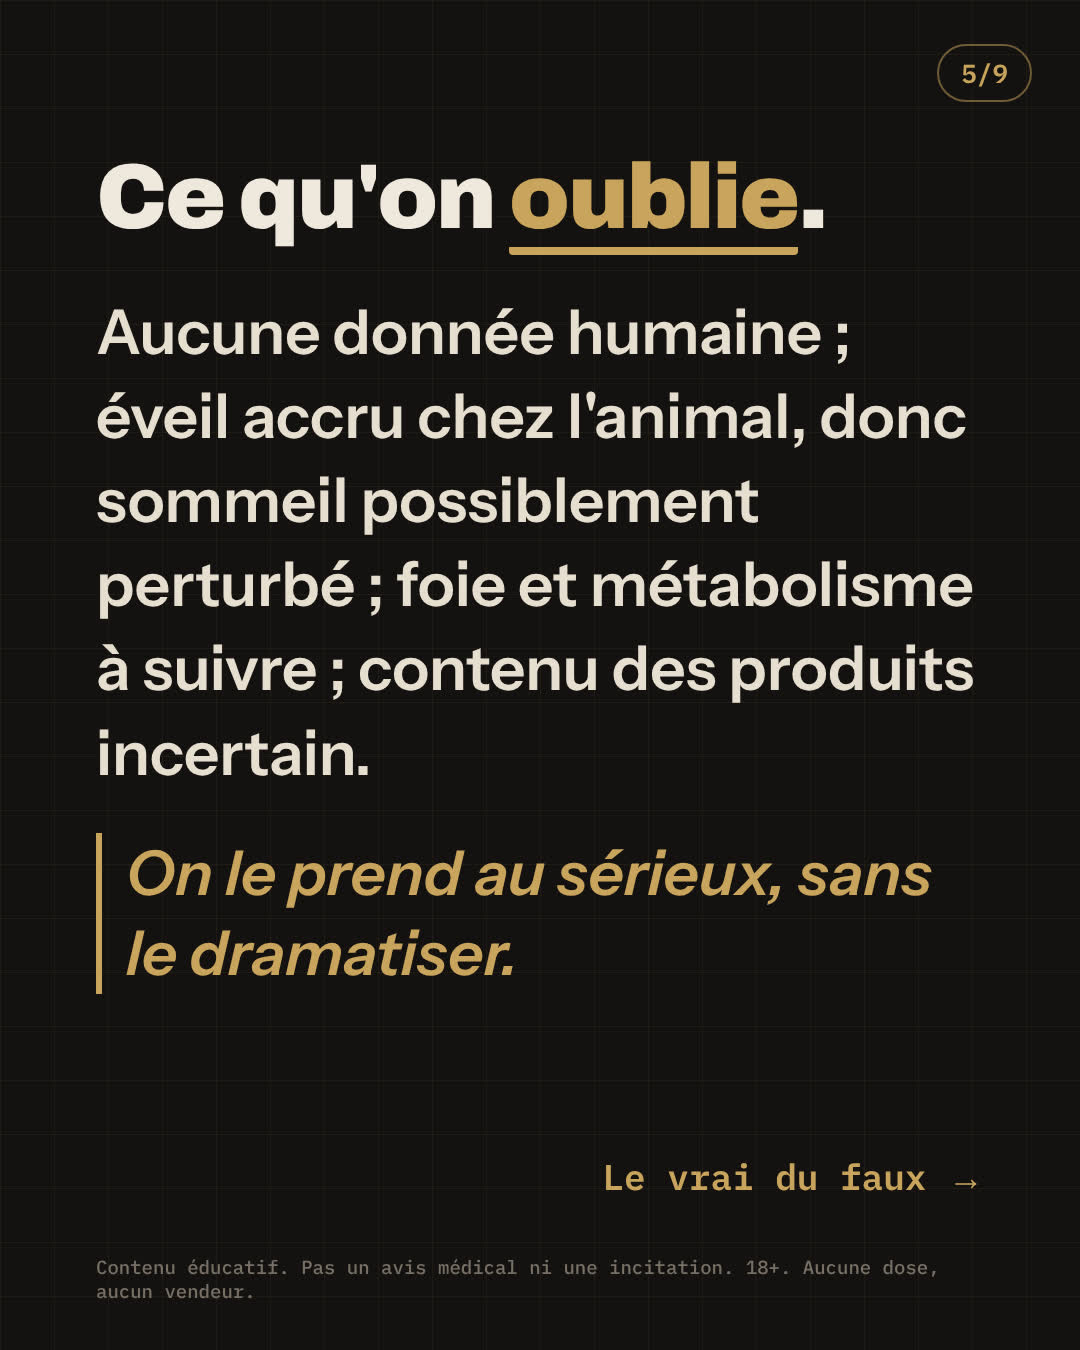 5/9
Ce qu'on oublie.
Aucune donnée humaine ;
éveil accru chez l'animal, donc
sommeil possiblement
perturbé ; foie et métabolisme
à suivre ; contenu des produits
incertain.
On le prend au sérieux, sans
le dramatiser.
Le vrai du faux →
Contenu éducatif. Pas un avis médical ni une incitation. 18+. Aucune dose,
aucun vendeur.